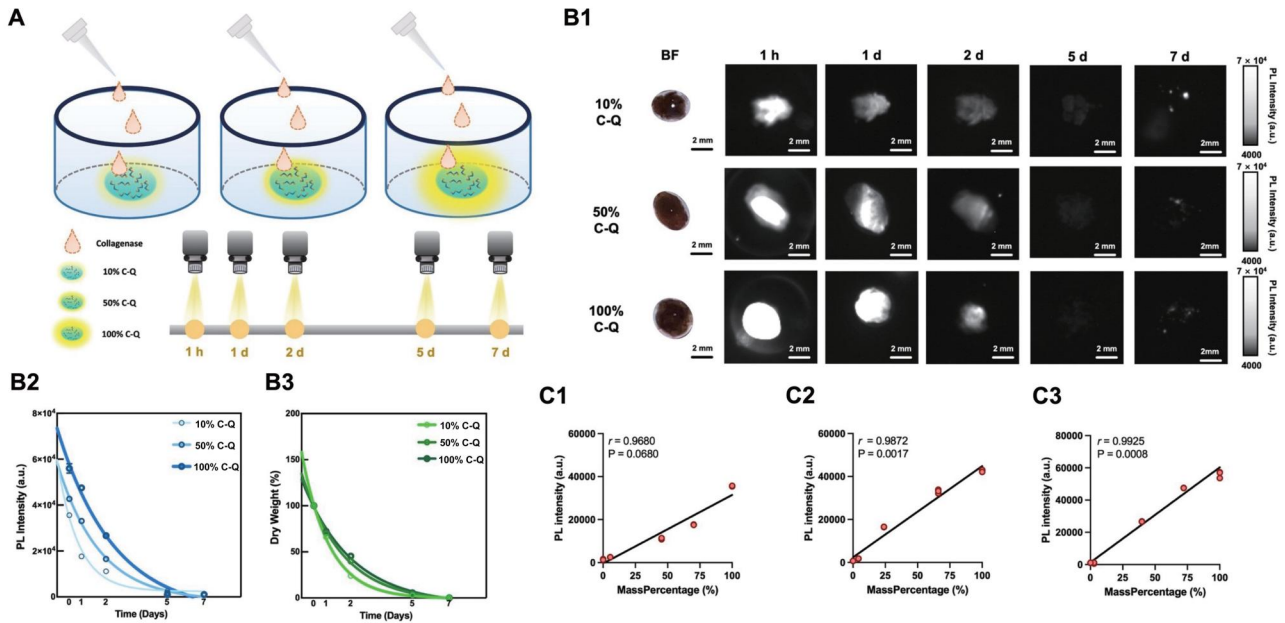 A
Collagenase
10% C-Q
50% C-Q
100% C-Q
1 h
1 d
2 d
5 d
7 d
B1
BF
1 h
1 d
2 d
5 d
7 d
10%
C-Q
2 mm
2 mm
2 mm
2 mm
2 mm
2 mm
7 × 10⁴
PL Intensity (a.u.)
4000
50%
C-Q
2 mm
2 mm
2 mm
2 mm
2 mm
2 mm
7 × 10⁴
PL Intensity (a.u.)
4000
100%
C-Q
2 mm
2 mm
2 mm
2 mm
2 mm
2mm
7 × 10⁴
PL Intensity (a.u.)
4000
B2
PL Intensity (a.u.)
8×10⁴
6×10⁴
4×10⁴
2×10⁴
0
0 1 2 5 7
Time (Days)
10% C-Q
50% C-Q
100% C-Q
B3
Dry Weight (%)
200
150
100
50
0
0 1 2 5 7
Time (Days)
10% C-Q
50% C-Q
100% C-Q
C1
r = 0.9680
P = 0.0680
PL intensity (a.u.)
60000
40000
20000
0
0 25 50 75 100
MassPercentage (%)
C2
r = 0.9872
P = 0.0017
PL intensity (a.u.)
60000
40000
20000
0
0 25 50 75 100
MassPercentage (%)
C3
r = 0.9925
P = 0.0008
PL intensity (a.u.)
80000
60000
40000
20000
0
0 25 50 75 100
MassPercentage (%)